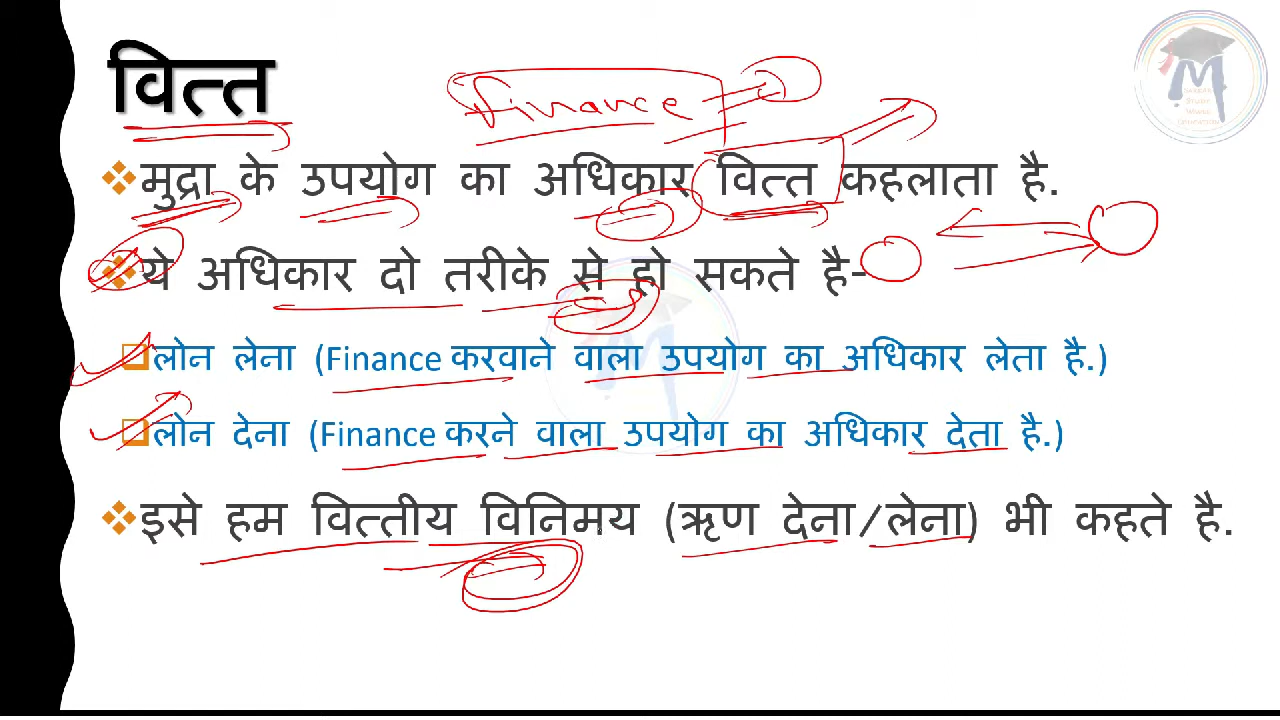 वित्त
Finance
मुद्रा के उपयोग का अधिकार वित्त कहलाता है.
ये अधिकार दो तरीके से हो सकते है-
लोन लेना (Finance करवाने वाला उपयोग का अधिकार लेता है.)
लोन देना (Finance करने वाला उपयोग का अधिकार देता है.)
इसे हम वित्तीय विनिमय (ऋण देना/लेना) भी कहते है.